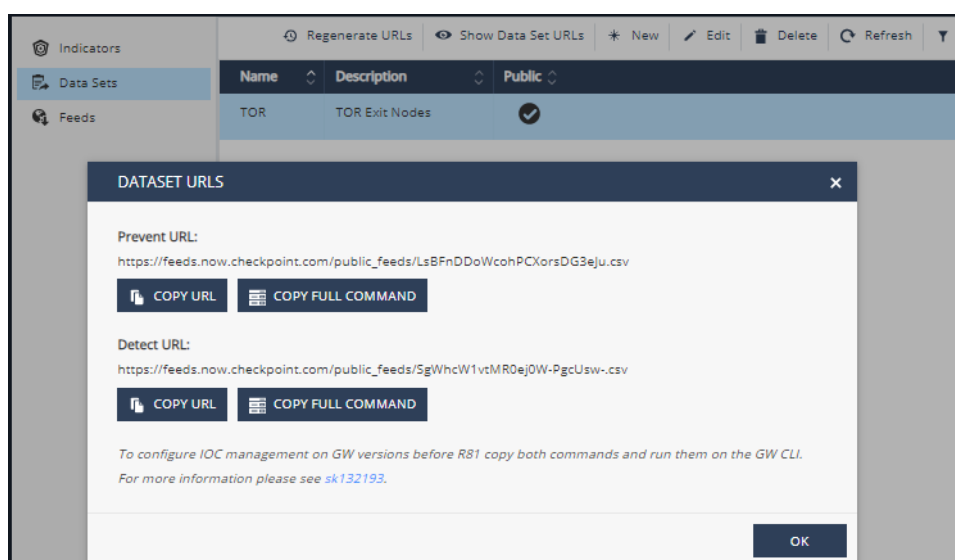 Regenerate URLs Show Data Set URLs New Edit Delete Refresh
Indicators
Data Sets
Feeds
Name Description Public
TOR TOR Exit Nodes
DATASET URLS
Prevent URL:
https://feeds.now.checkpoint.com/public_feeds/LsBFnDDoWcohPCXorsDG3eJu.csv
COPY URL COPY FULL COMMAND
Detect URL:
https://feeds.now.checkpoint.com/public_feeds/SgWhcW1vtMR0ej0W-PgcUsw-.csv
COPY URL COPY FULL COMMAND
To configure IOC management on GW versions before R81 copy both commands and run them on the GW CLI.
For more information please see sk132193.
OK